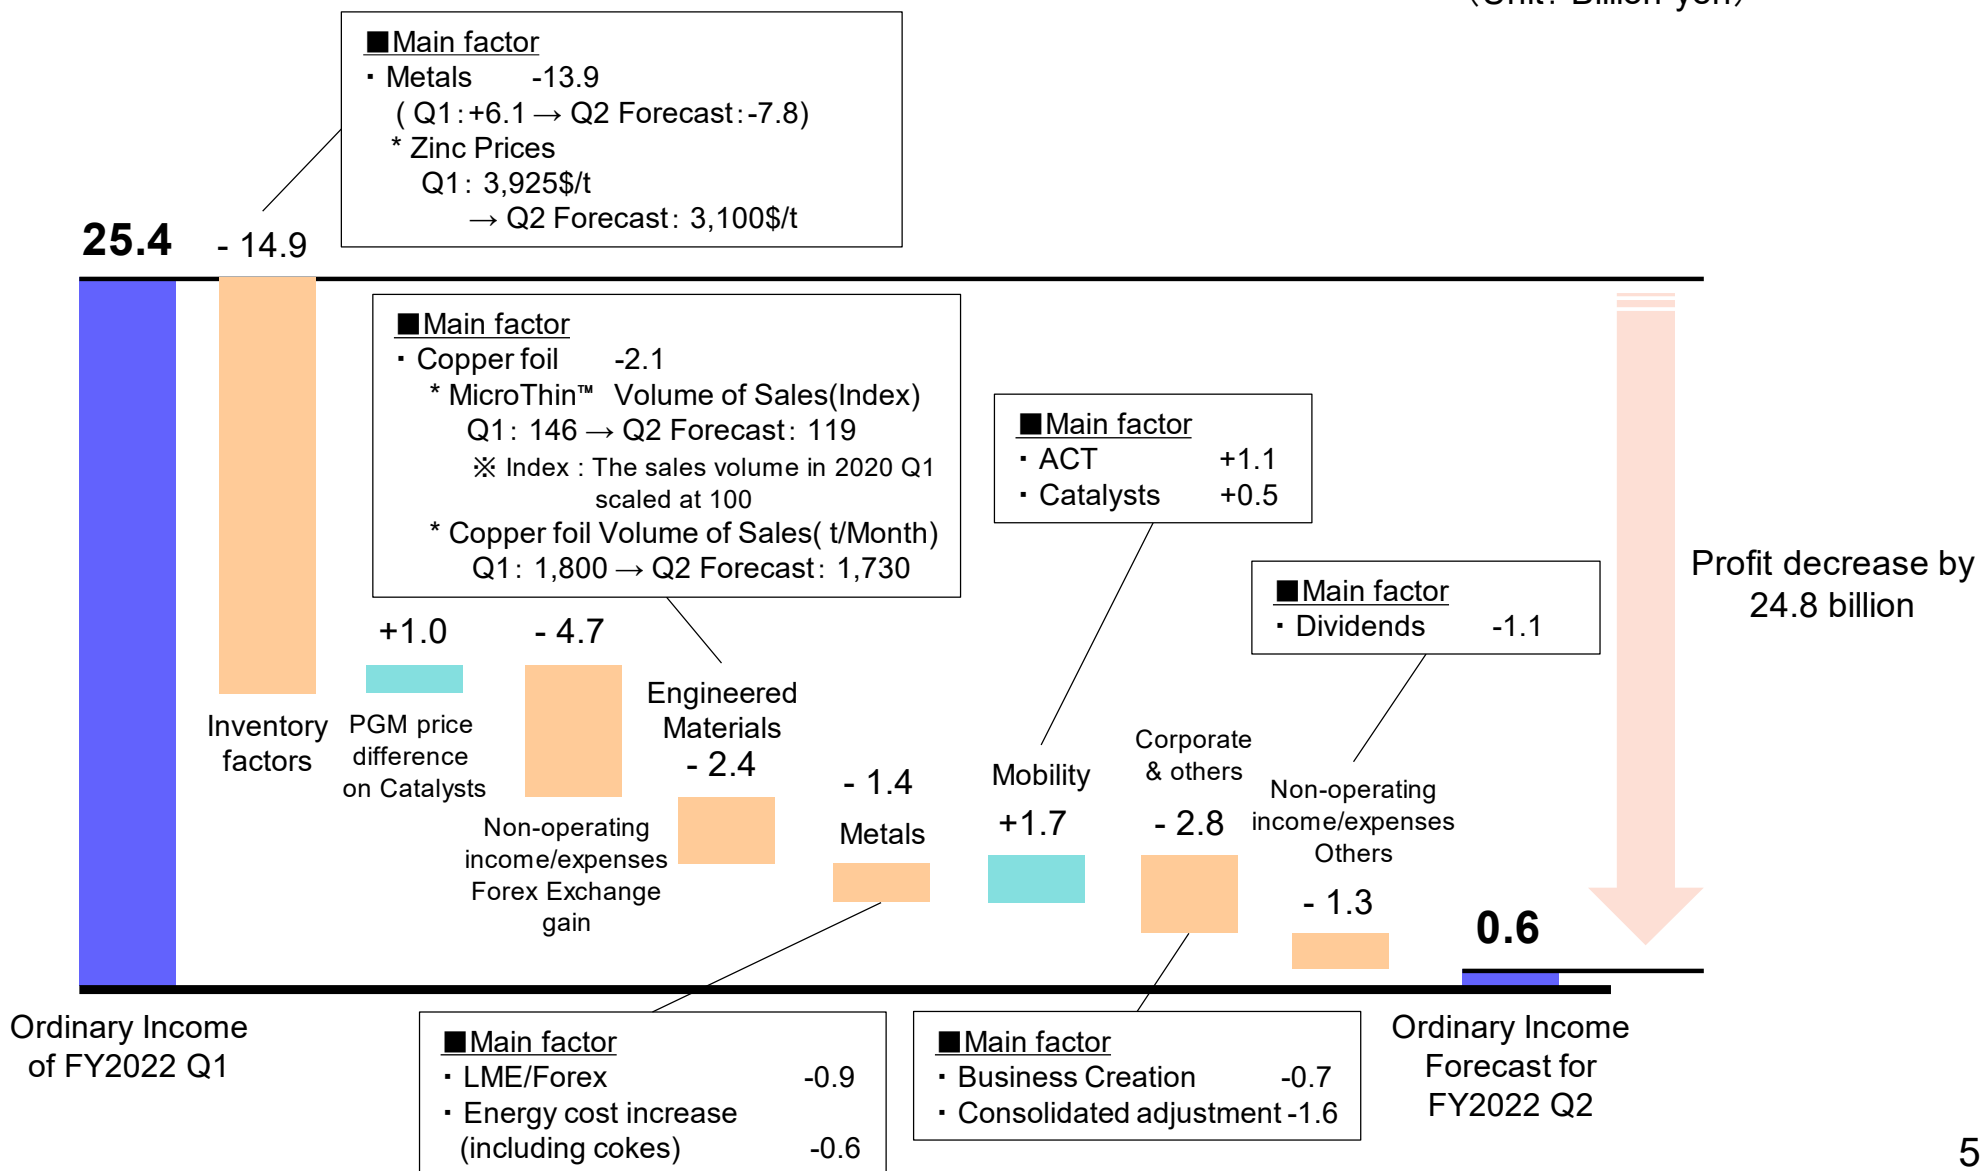 (Unit: Billion yen)
■Main factor
・Metals -13.9
( Q1:+6.1 → Q2 Forecast:-7.8)
* Zinc Prices
Q1: 3,925$/t
→ Q2 Forecast: 3,100$/t
25.4
- 14.9
■Main factor
・Copper foil -2.1
* MicroThin™ Volume of Sales(Index)
Q1: 146 → Q2 Forecast: 119
※ Index : The sales volume in 2020 Q1
scaled at 100
* Copper foil Volume of Sales( t/Month)
Q1: 1,800 → Q2 Forecast: 1,730
■Main factor
・ACT +1.1
・Catalysts +0.5
■Main factor
・Dividends -1.1
Profit decrease by
24.8 billion
Inventory
factors
+1.0
PGM price
difference
on Catalysts
- 4.7
Non-operating
income/expenses
Forex Exchange
gain
Engineered
Materials
- 2.4
- 1.4
Metals
Mobility
+1.7
Corporate
& others
- 2.8
Non-operating
income/expenses
Others
- 1.3
0.6
Ordinary Income
of FY2022 Q1
■Main factor
・LME/Forex -0.9
・Energy cost increase
(including cokes) -0.6
■Main factor
・Business Creation -0.7
・Consolidated adjustment -1.6
Ordinary Income
Forecast for
FY2022 Q2
5